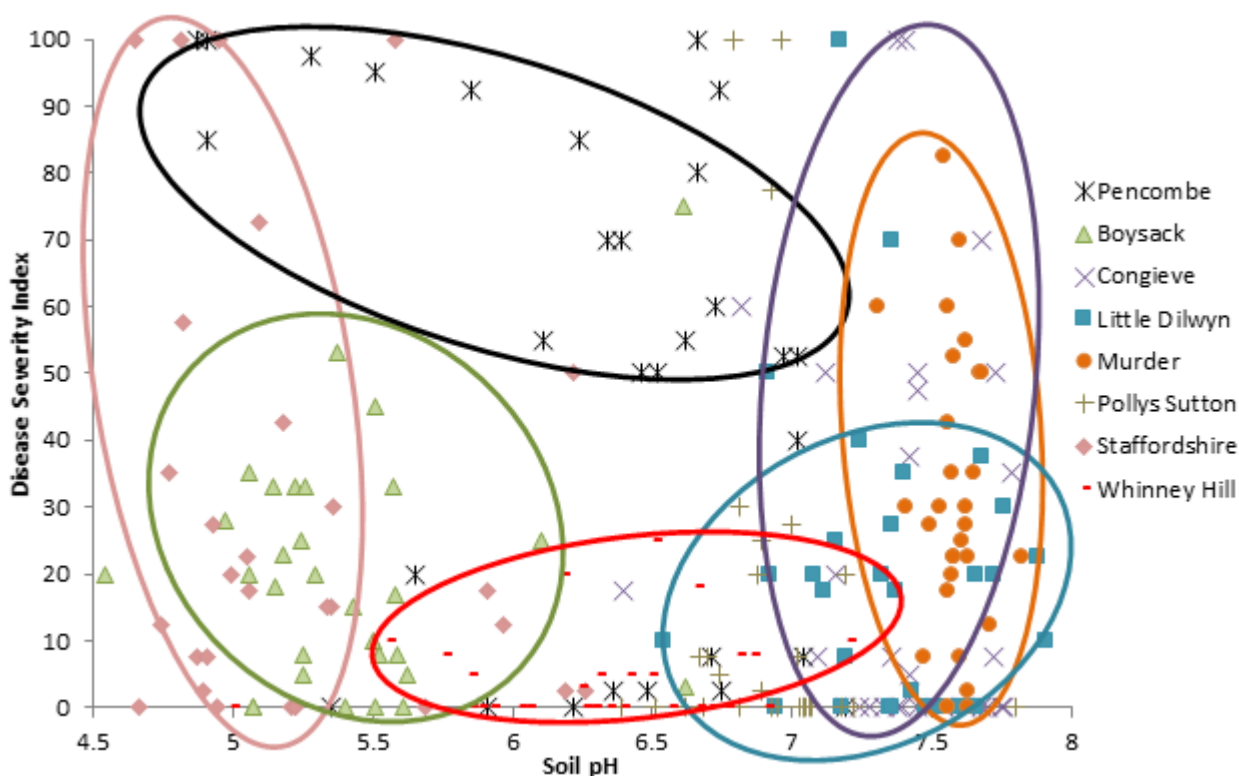 100
90
80
70
60
50
40
30
20
10
0
4.5 5 5.5 6 6.5 7 7.5 8
Disease Severity Index
Soil pH
Pencombe
Boysack
Congieve
Little Dilwyn
Murder
Pollys Sutton
Staffordshire
Whinney Hill